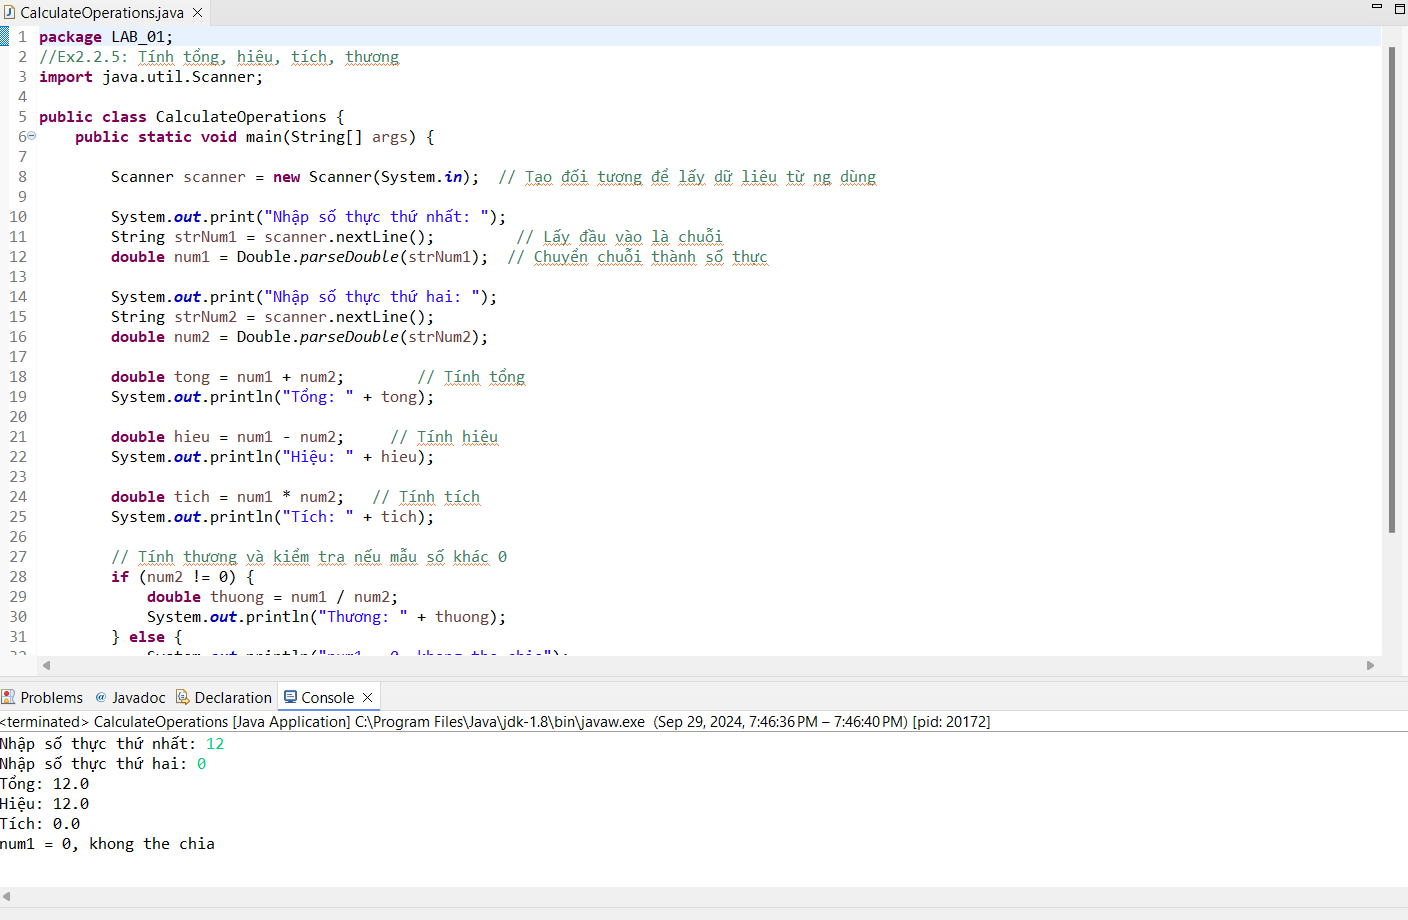 CalculateOperations.java
1 package LAB_01;
2 //Ex2.2.5: Tính tổng, hiệu, tích, thương
3 import java.util.Scanner;
4
5 public class CalculateOperations {
6 public static void main(String[] args) {
7
8 Scanner scanner = new Scanner(System.in); // Tạo đối tượng để lấy dữ liệu từ ng dùng
9
10 System.out.print("Nhập số thực thứ nhất: ");
11 String strNum1 = scanner.nextLine(); // Lấy đầu vào là chuỗi
12 double num1 = Double.parseDouble(strNum1); // Chuyển chuỗi thành số thực
13
14 System.out.print("Nhập số thực thứ hai: ");
15 String strNum2 = scanner.nextLine();
16 double num2 = Double.parseDouble(strNum2);
17
18 double tong = num1 + num2; // Tính tổng
19 System.out.println("Tổng: " + tong);
20
21 double hieu = num1 - num2; // Tính hiệu
22 System.out.println("Hiệu: " + hieu);
23
24 double tich = num1 * num2; // Tính tích
25 System.out.println("Tích: " + tich);
26
27 // Tính thương và kiểm tra nếu mẫu số khác 0
28 if (num2 != 0) {
29 double thuong = num1 / num2;
30 System.out.println("Thương: " + thuong);
31 } else {
32 System.out.println("num1 = 0, khong the chia");
Problems Javadoc Declaration Console
<terminated> CalculateOperations [Java Application] C:\Program Files\Java\jdk-1.8\bin\javaw.exe (Sep 29, 2024, 7:46:36 PM – 7:46:40 PM) [pid: 20172]
Nhập số thực thứ nhất: 12
Nhập số thực thứ hai: 0
Tổng: 12.0
Hiệu: 12.0
Tích: 0.0
num1 = 0, khong the chia